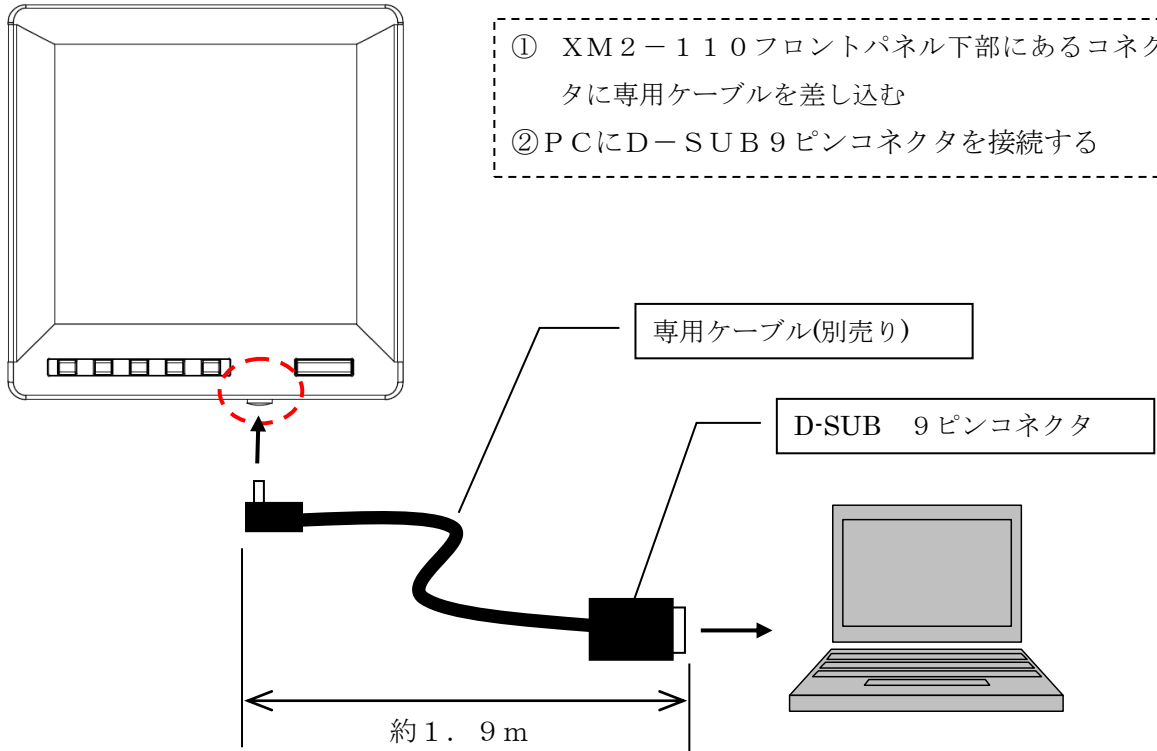 ① XM2-110フロントパネル下部にあるコネク
タに専用ケーブルを差し込む
②PCにD-SUB9ピンコネクタを接続する
専用ケーブル(別売り)
D-SUB 9ピンコネクタ
約1.9m